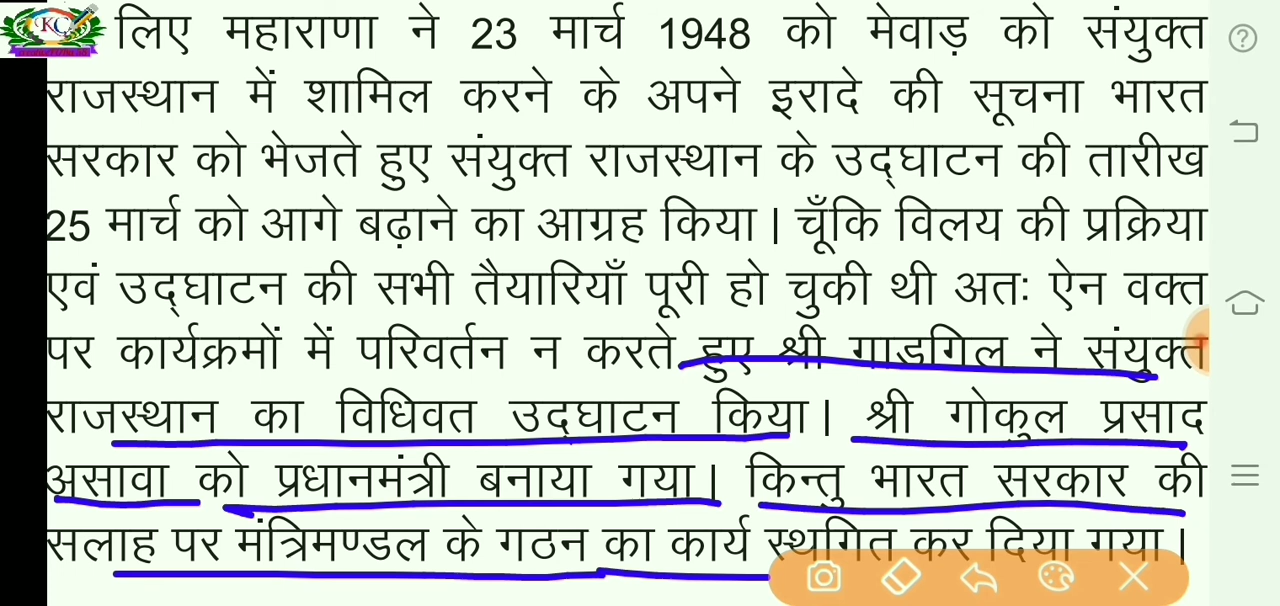 KC
लिए महाराणा ने 23 मार्च 1948 को मेवाड़ को संयुक्त
राजस्थान में शामिल करने के अपने इरादे की सूचना भारत
सरकार को भेजते हुए संयुक्त राजस्थान के उद्घाटन की तारीख
25 मार्च को आगे बढ़ाने का आग्रह किया। चूँकि विलय की प्रक्रिया
एवं उद्घाटन की सभी तैयारियाँ पूरी हो चुकी थी अतः ऐन वक्त
पर कार्यक्रमों में परिवर्तन न करते हुए श्री गाडगिल ने संयुक्त
राजस्थान का विधिवत उद्घाटन किया। श्री गोकुल प्रसाद
असावा को प्रधानमंत्री बनाया गया। किन्तु भारत सरकार की
सलाह पर मंत्रिमण्डल के गठन का कार्य स्थगित कर दिया गया।